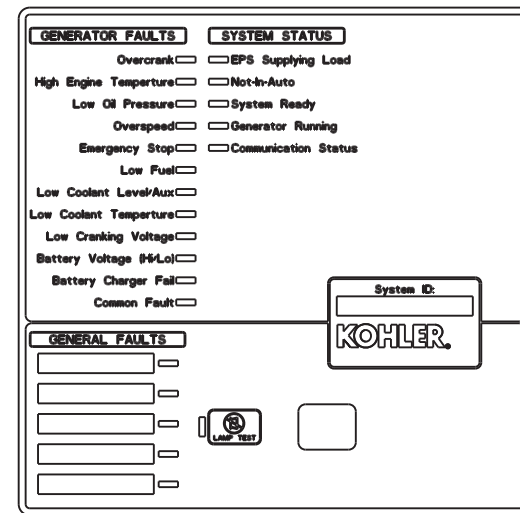 GENERATOR FAULTS
Overcrank
High Engine Temperture
Low Oil Pressure
Overspeed
Emergency Stop
Low Fuel
Low Coolant Level/Aux
Low Coolant Temperture
Low Cranking Voltage
Battery Voltage (Hi/Lo)
Battery Charger Fail
Common Fault
SYSTEM STATUS
EPS Supplying Load
Not-In-Auto
System Ready
Generator Running
Communication Status
System ID:
KOHLER®
GENERAL FAULTS
LAMP TEST